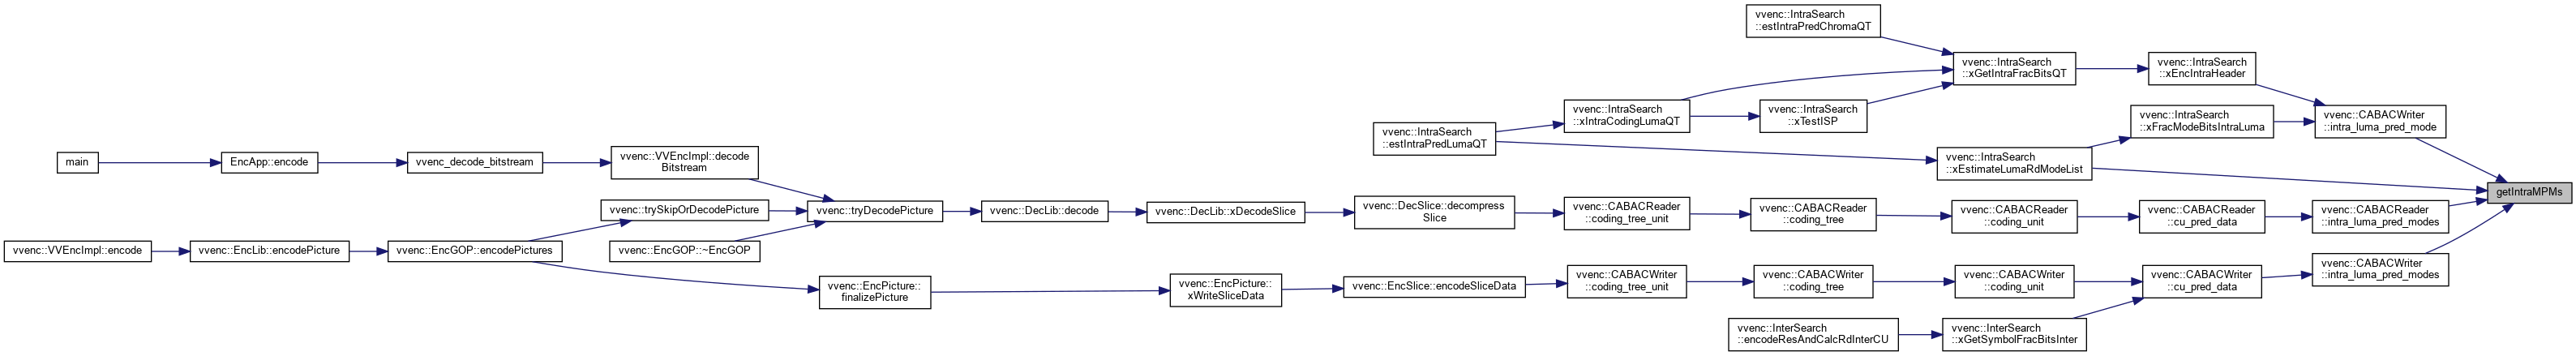 vvenc::IntraSearch
::estIntraPredChromaQT
vvenc::IntraSearch
::xGetIntraFracBitsQT
vvenc::IntraSearch
::xEncIntraHeader
vvenc::IntraSearch
::xIntraCodingLumaQT
vvenc::IntraSearch
::xTestISP
vvenc::IntraSearch
::xFracModeBitsIntraLuma
vvenc::CABACWriter
::intra_luma_pred_mode
vvenc::IntraSearch
::estIntraPredLumaQT
main
EncApp::encode
vvenc_decode_bitstream
vvenc::VVEncImpl::decode
Bitstream
vvenc::IntraSearch
::xEstimateLumaRdModeList
getIntraMPMs
vvenc::trySkipOrDecodePicture
vvenc::tryDecodePicture
vvenc::DecLib::decode
vvenc::DecLib::xDecodeSlice
vvenc::DecSlice::decompress
Slice
vvenc::CABACReader
::coding_tree_unit
vvenc::CABACReader
::coding_tree
vvenc::CABACReader
::coding_unit
vvenc::CABACReader
::cu_pred_data
vvenc::CABACReader
::intra_luma_pred_modes
vvenc::VVEncImpl::encode
vvenc::EncLib::encodePicture
vvenc::EncGOP::encodePictures
vvenc::EncGOP::~EncGOP
vvenc::EncPicture::
finalizePicture
vvenc::EncPicture::
xWriteSliceData
vvenc::EncSlice::encodeSliceData
vvenc::CABACWriter
::coding_tree_unit
vvenc::CABACWriter
::coding_tree
vvenc::CABACWriter
::coding_unit
vvenc::CABACWriter
::cu_pred_data
vvenc::CABACWriter
::intra_luma_pred_modes
vvenc::InterSearch
::encodeResAndCalcRdInterCU
vvenc::InterSearch
::xGetSymbolFracBitsInter